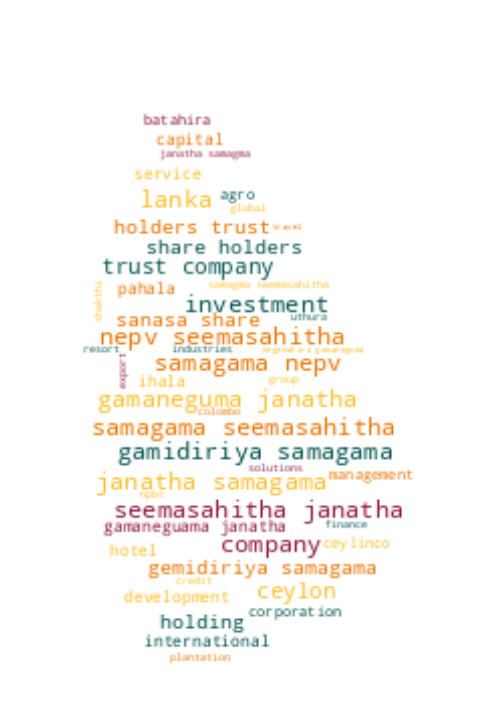 batahira
capital
janatha samagma
service
lanka agro
global
holders trust travel
share holders
trust company
shakthi pahala samagma seemasahitha
investment
sanasa share uthura
nepv seemasahitha
resort industries
export samagama nepv
ihala group
gamaneguma janatha
colombo
samagama seemasahitha
gamidiriya samagama
solutions
janatha samagama management
npbs
seemasahitha janatha
gamaneguama janatha finance
hotel company ceylinco
gemidiriya samagama
credit
development ceylon
corporation
holding
international
plantation